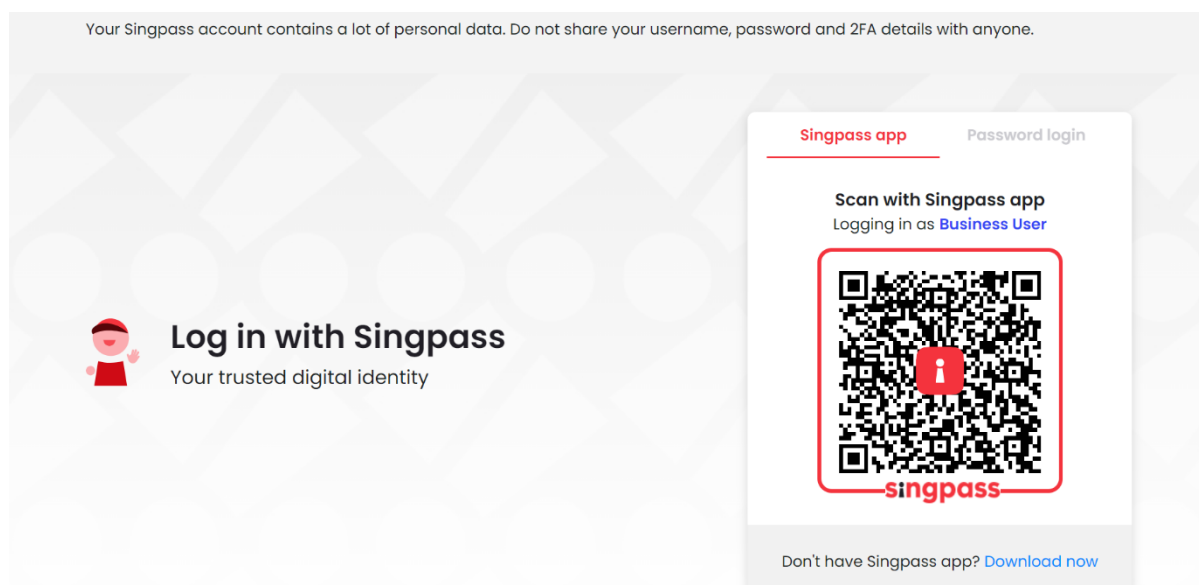 Your Singpass account contains a lot of personal data. Do not share your username, password and 2FA details with anyone.
Singpass app
Password login
Scan with Singpass app
Logging in as Business User
singpass
Log in with Singpass
Your trusted digital identity
Don't have Singpass app? Download now